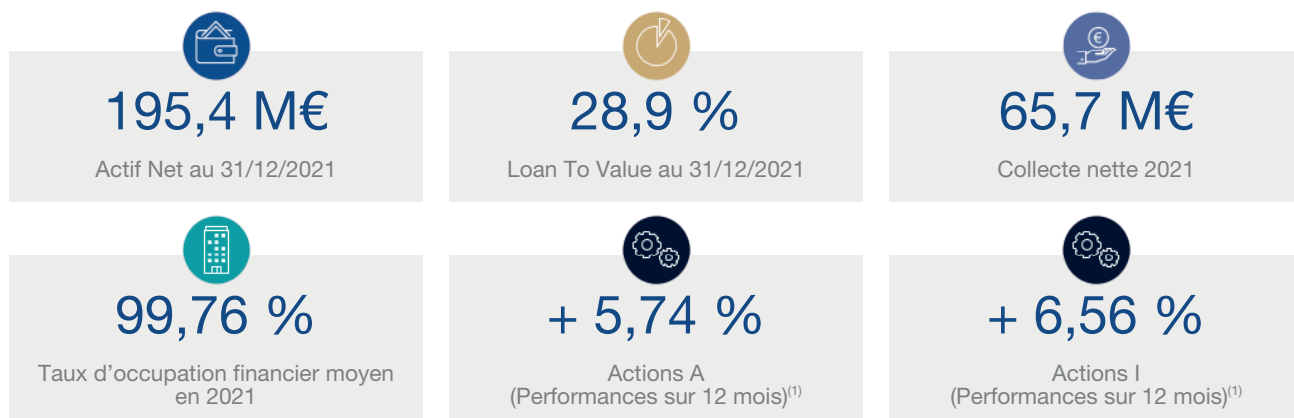 195,4 M€
Actif Net au 31/12/2021
28,9 %
Loan To Value au 31/12/2021
65,7 M€
Collecte nette 2021
99,76 %
Taux d’occupation financier moyen
en 2021
+ 5,74 %
Actions A
(Performances sur 12 mois)(1)
+ 6,56 %
Actions I
(Performances sur 12 mois)(1)